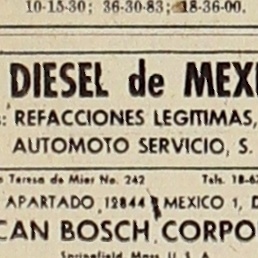 10-15-30; 36-30-83; 18-36-00.
DIESEL de MEX
: REFACCIONES LEGITIMAS,
AUTOMOTO SERVICIO, S.
Teresa de Mier No. 242 Tels. 18-6
APARTADO 12844 MEXICO 1, D
CAN BOSCH CORPO
Springfield, Mass. U. S. A.